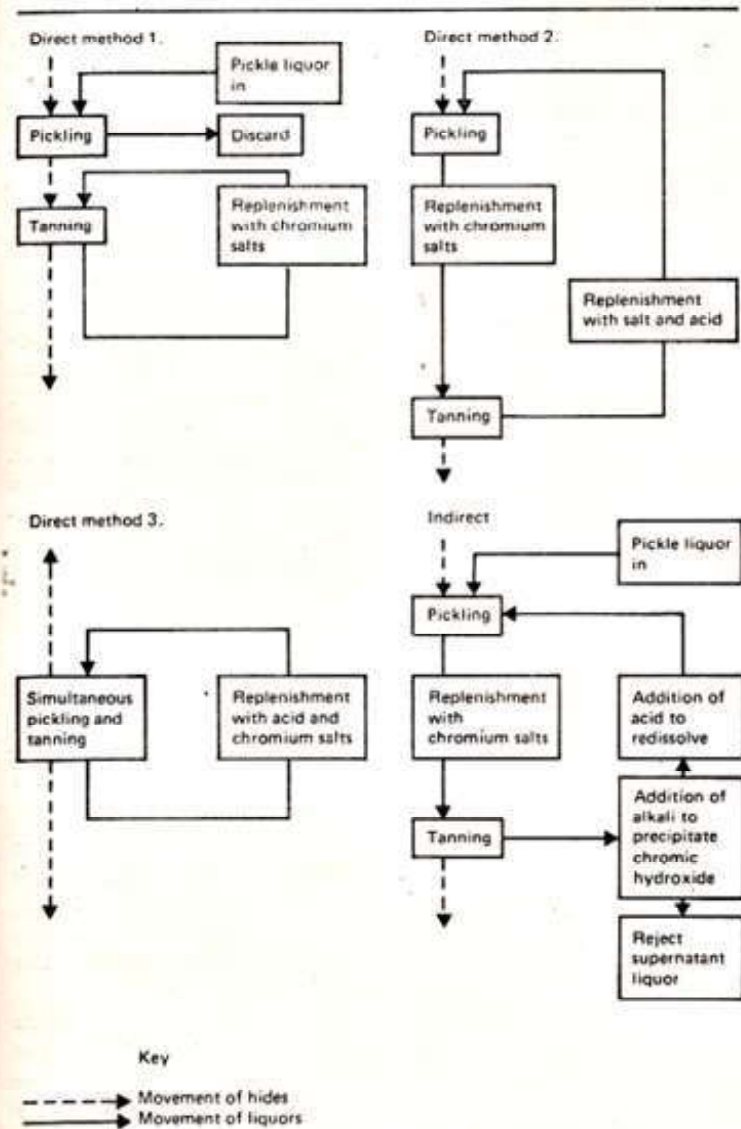 Direct method 1.
Pickle liquor
in
Pickling
Discard
Tanning
Replenishment
with chromium
salts
Direct method 2.
Pickling
Replenishment
with chromium
salts
Replenishment
with salt and acid
Tanning
Direct method 3.
Simultaneous
pickling and
tanning
Replenishment
with acid and
chromium salts
Indirect
Pickle liquor
in
Pickling
Replenishment
with
chromium salts
Addition of
acid to
redissolve
Tanning
Addition of
alkali to
precipitate
chromic
hydroxide
Reject
supernatant
liquor
Key
Movement of hides
Movement of liquors